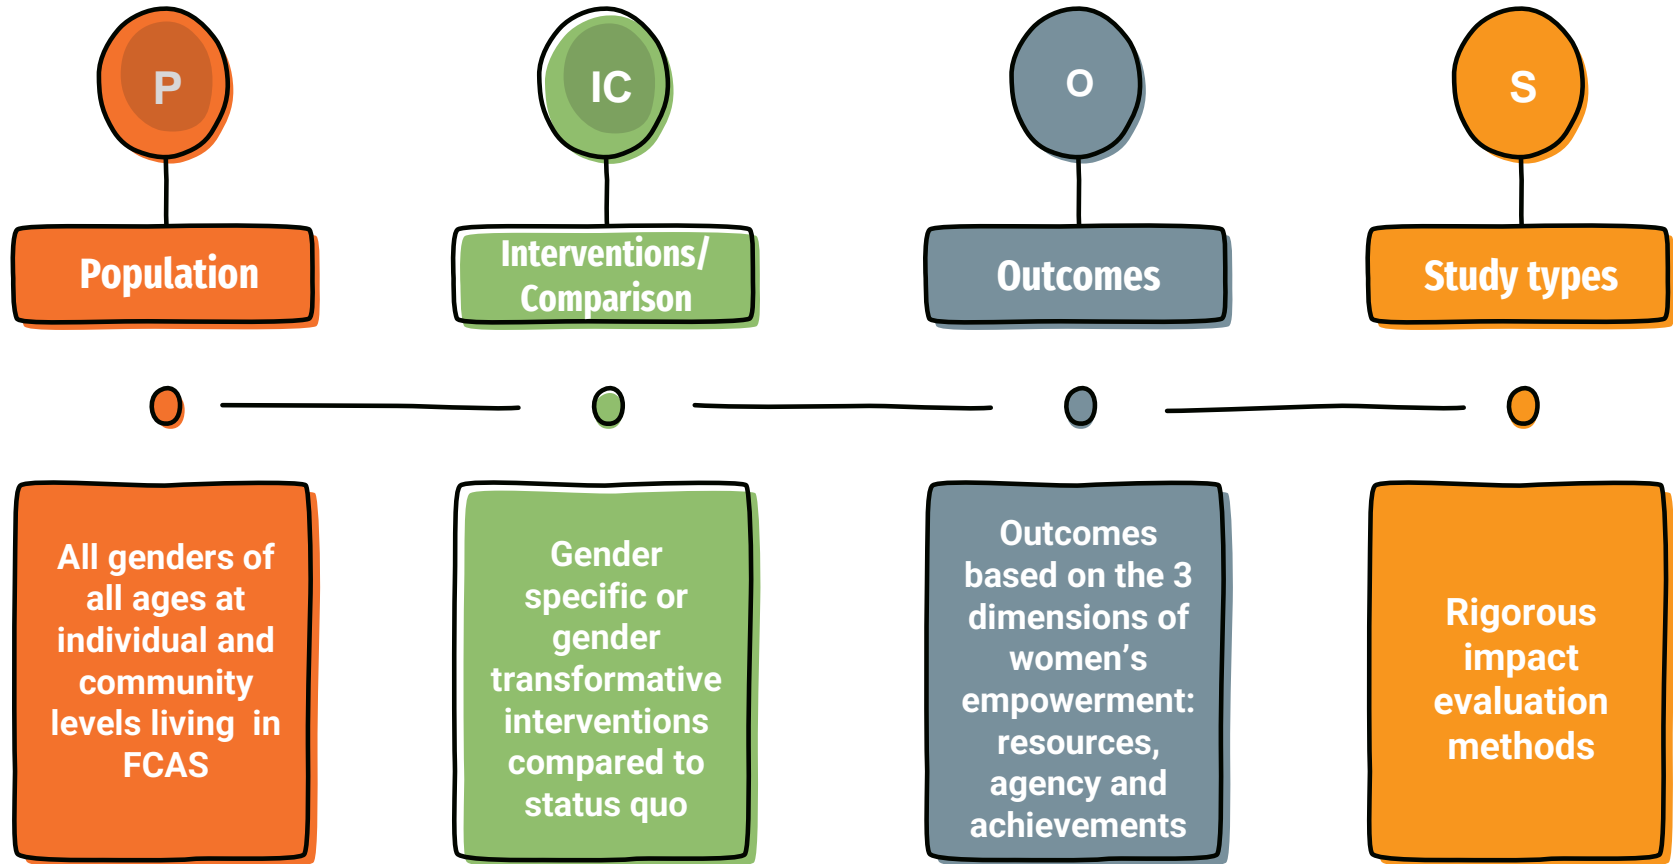 P
IC
O
S
Population
Interventions/
Comparison
Outcomes
Study types
All genders of
all ages at
individual and
community
levels living  in
FCAS
Gender
specific or
gender
transformative
interventions
compared to
status quo
Outcomes
based on the 3
dimensions of
women’s
empowerment:
resources,
agency and
achievements
Rigorous
impact
evaluation
methods